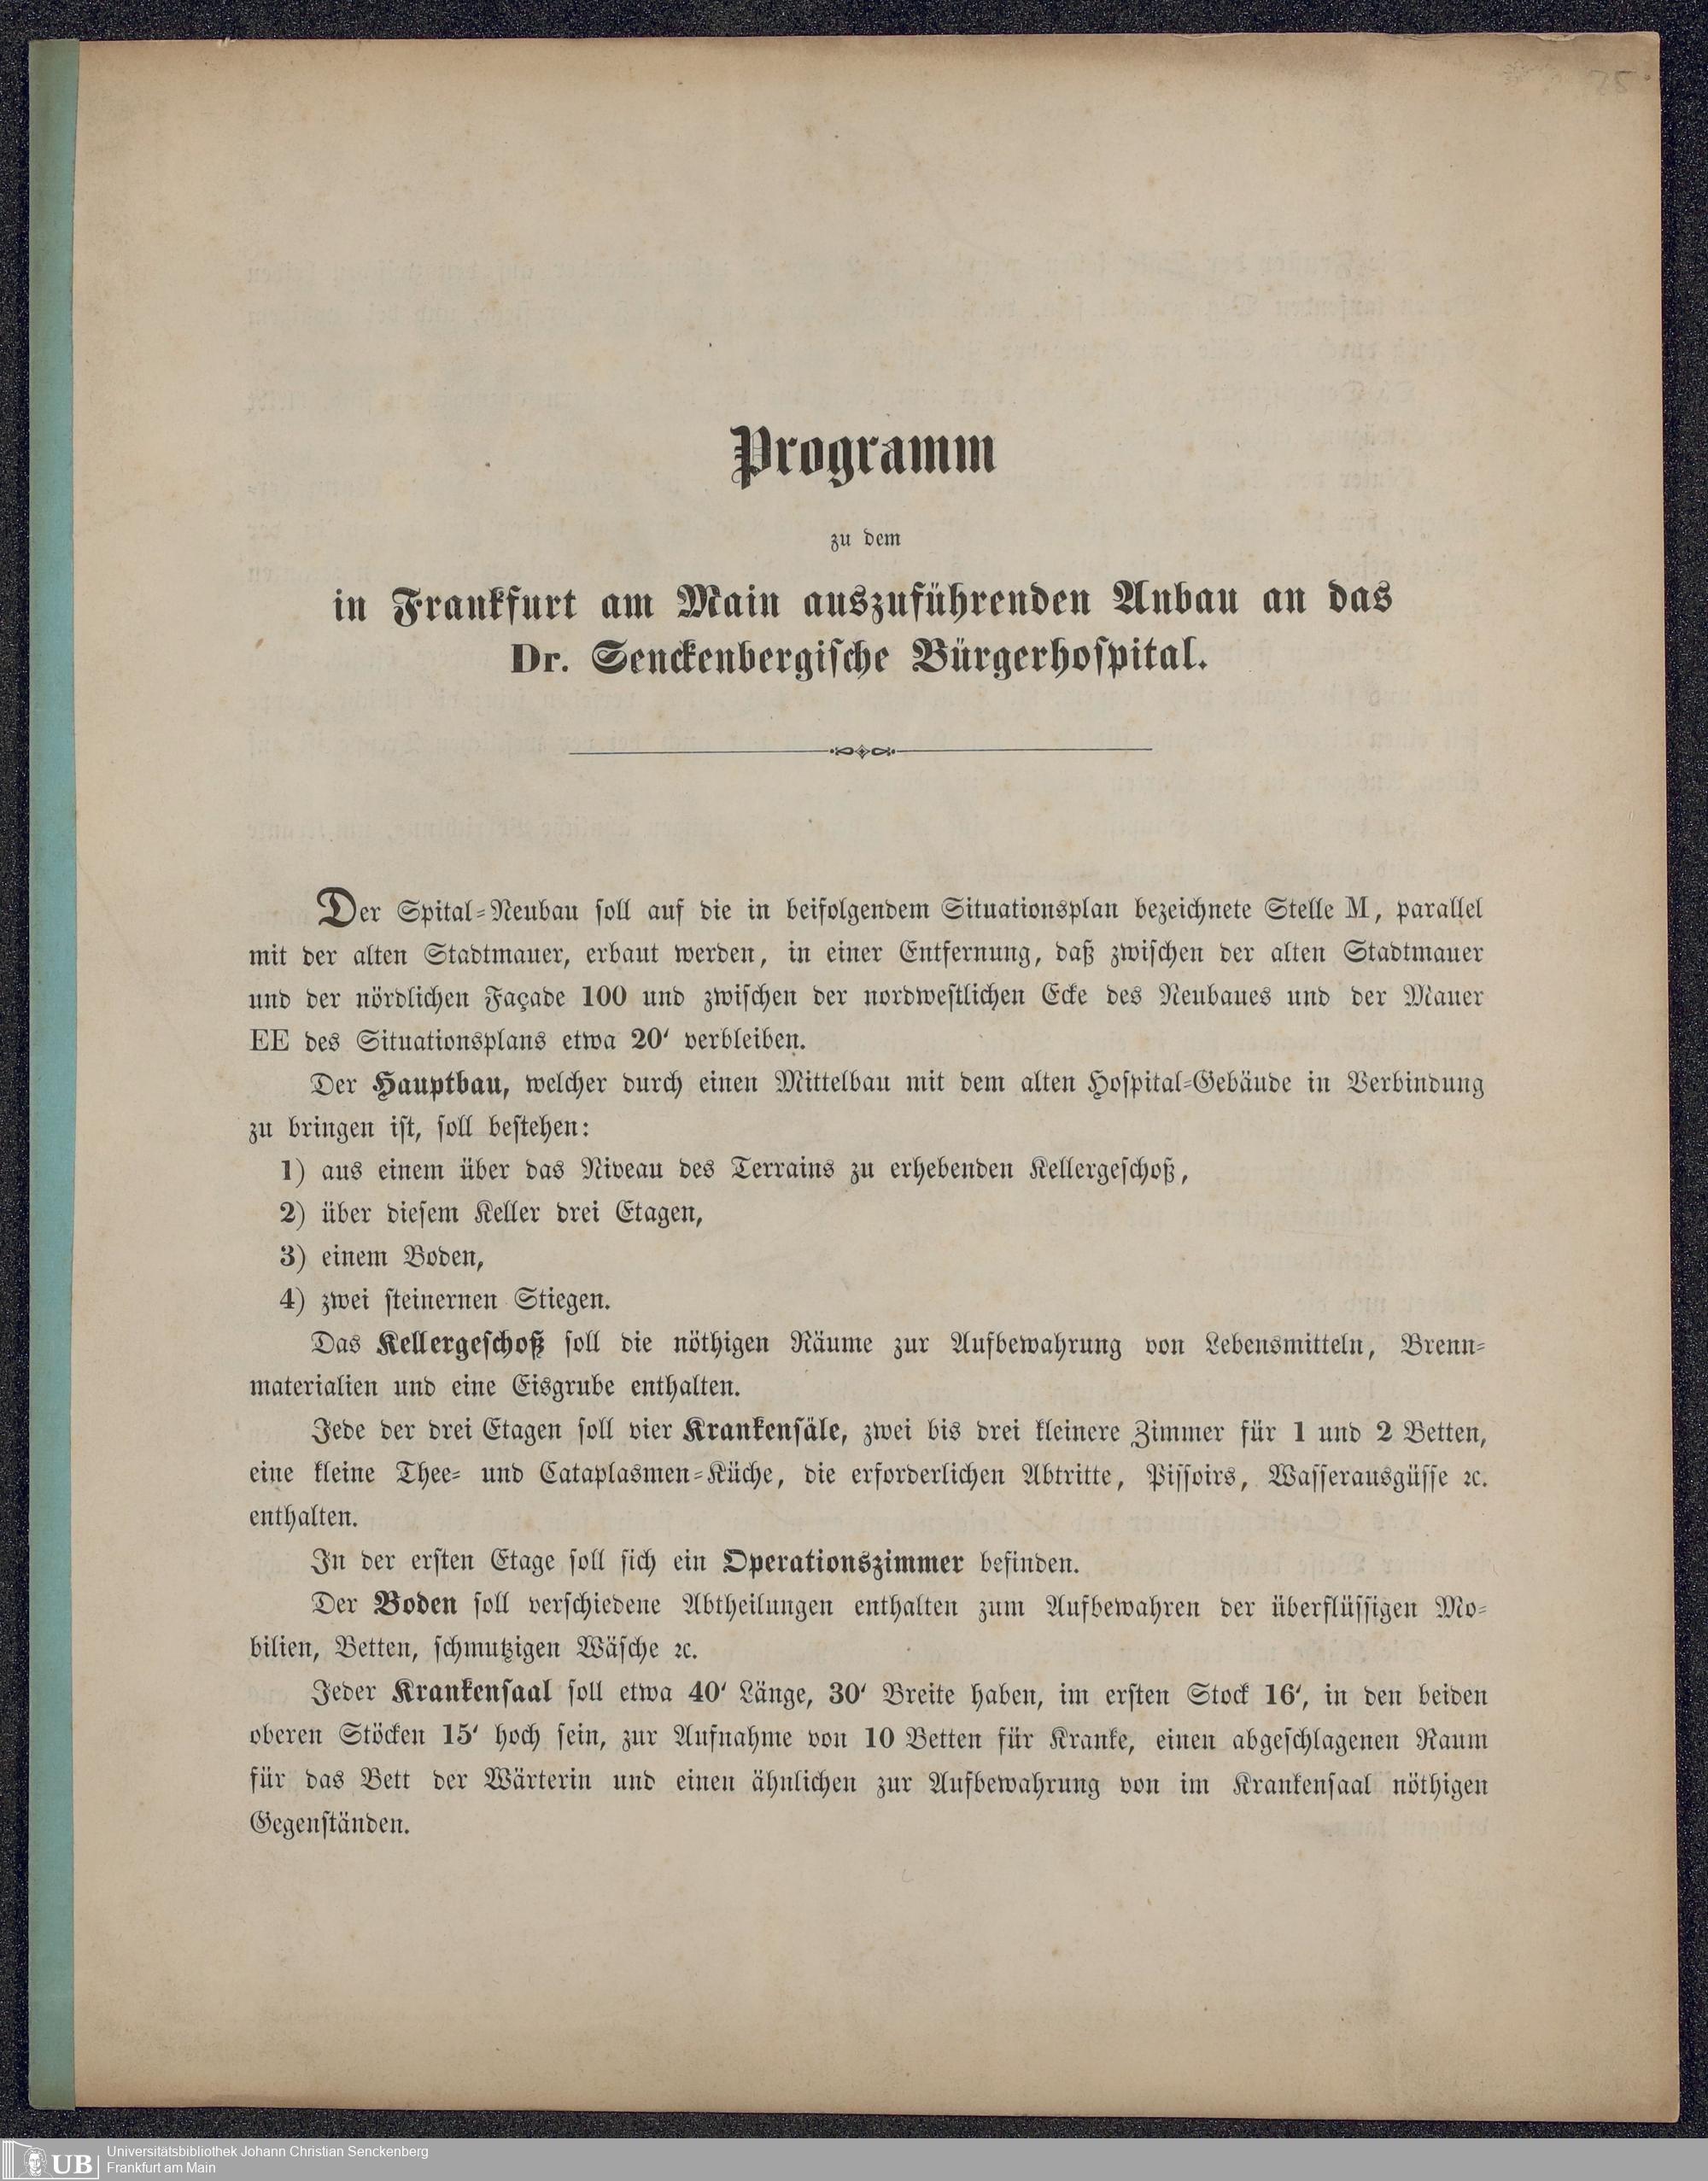 25
Programm
zu dem
in Frankfurt am Main auszuführenden Anbau an das
Dr. Senckenbergische Bürgerhospital.
Der Spital-Neubau soll auf die in beifolgendem Situationsplan bezeichnete Stelle M, parallel
mit der alten Stadtmauer, erbaut werden, in einer Entfernung, daß zwischen der alten Stadtmauer
und der nördlichen Façade 100 und zwischen der nordwestlichen Ecke des Neubaues und der Mauer
EE des Situationsplans etwa 20' verbleiben.
Der Hauptbau, welcher durch einen Mittelbau mit dem alten Hospital-Gebäude in Verbindung
zu bringen ist, soll bestehen:
1) aus einem über das Niveau des Terrains zu erhebenden Kellergeschoß,
2) über diesem Keller drei Etagen,
3) einem Boden,
4) zwei steinernen Stiegen.
Das Kellergeschoß soll die nöthigen Räume zur Aufbewahrung von Lebensmitteln, Brenn-
materialien und eine Eisgrube enthalten.
Jede der drei Etagen soll vier Krankensäle, zwei bis drei kleinere Zimmer für 1 und 2 Betten,
eine kleine Thee- und Cataplasmen-Küche, die erforderlichen Abtritte, Pissoirs, Wasserausgüsse ꝛc.
enthalten.
In der ersten Etage soll sich ein Operationszimmer befinden.
Der Boden soll verschiedene Abtheilungen enthalten zum Aufbewahren der überflüssigen Mo-
bilien, Betten, schmutzigen Wäsche ꝛc.
Jeder Krankensaal soll etwa 40' Länge, 30' Breite haben, im ersten Stock 16', in den beiden
oberen Stöcken 15' hoch sein, zur Aufnahme von 10 Betten für Kranke, einen abgeschlagenen Raum
für das Bett der Wärterin und einen ähnlichen zur Aufbewahrung von im Krankensaal nöthigen
Gegenständen.
UB
Universitätsbibliothek Johann Christian Senckenberg
Frankfurt am Main